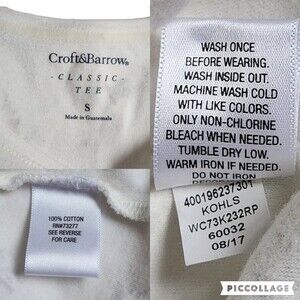 Croft&Barrow®
- CLASSIC -
TEE
S
Made in Guatemala
WASH ONCE
BEFORE WEARING.
WASH INSIDE OUT.
MACHINE WASH COLD
WITH LIKE COLORS.
ONLY NON-CHLORINE
BLEACH WHEN NEEDED.
TUMBLE DRY LOW.
WARM IRON IF NEEDED.
DO NOT IRON
100% COTTON
RN#73277
SEE REVERSE
FOR CARE
400196237301
KOHLS
WC73K232RP
60032
08/17
PICCOLLAGE